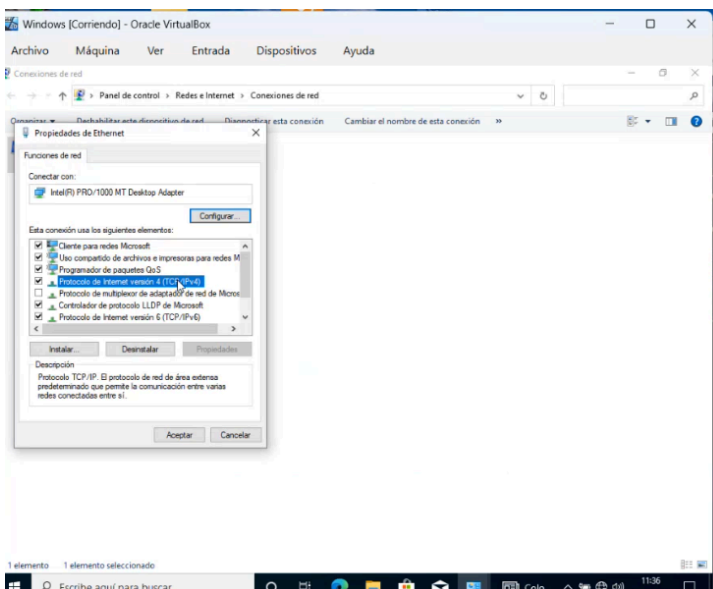 Windows [Corriendo] - Oracle VirtualBox
Archivo Máquina Ver Entrada Dispositivos Ayuda
Conexiones de red
Panel de control › Redes e Internet › Conexiones de red
Organizar Deshabilitar este dispositivo de red Diagnosticar esta conexión Cambiar el nombre de esta conexión »
Propiedades de Ethernet
Funciones de red
Conectar con:
Intel(R) PRO/1000 MT Desktop Adapter
Configurar...
Esta conexión usa los siguientes elementos:
Cliente para redes Microsoft
Uso compartido de archivos e impresoras para redes M
Programador de paquetes QoS
Protocolo de Internet versión 4 (TCP/IPv4)
Protocolo de multiplexor de adaptador de red de Micros
Controlador de protocolo LLDP de Microsoft
Protocolo de Internet versión 6 (TCP/IPv6)
Instalar... Desinstalar Propiedades
Descripción
Protocolo TCP/IP. El protocolo de red de área extensa
predeterminado que permite la comunicación entre varias
redes conectadas entre sí.
Aceptar Cancelar
1 elemento 1 elemento seleccionado
Escribe aquí para buscar
11:36